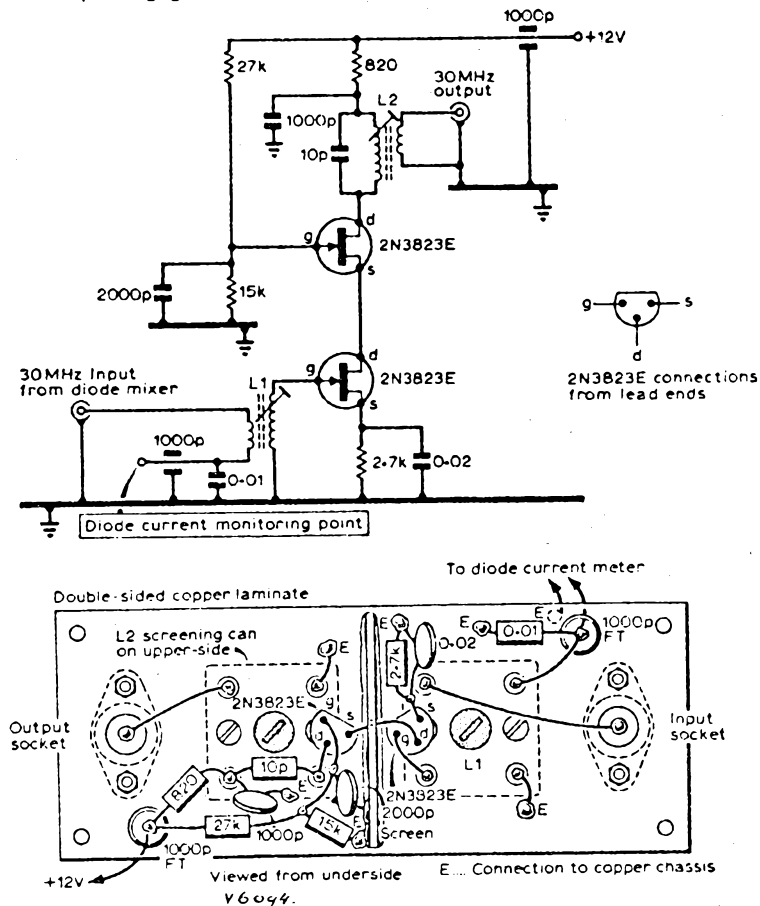 1000p
+12V
27k
820
30MHz
output
L2
1000p
10p
d
g
2N3823E
s
2000p
15k
g
s
d
2N3823E connections
from lead ends
d
30MHz Input
from diode mixer
L1
g
2N3823E
s
1000p
0·01
2·7k
0·02
Diode current monitoring point
To diode current meter
Double-sided copper laminate
E
E
0·01
1000p
FT
L2 screening can
on upper-side
E
E
2·7k
0·02
2N3823E
g
s
s
Output
socket
d
g
d
L1
Input
socket
10p
820
E
2N3823E
E
27k
1000p
15k
E
2000p
Screen
1000p
FT
+12V
Viewed from underside
E.... Connection to copper chassis
V6094.